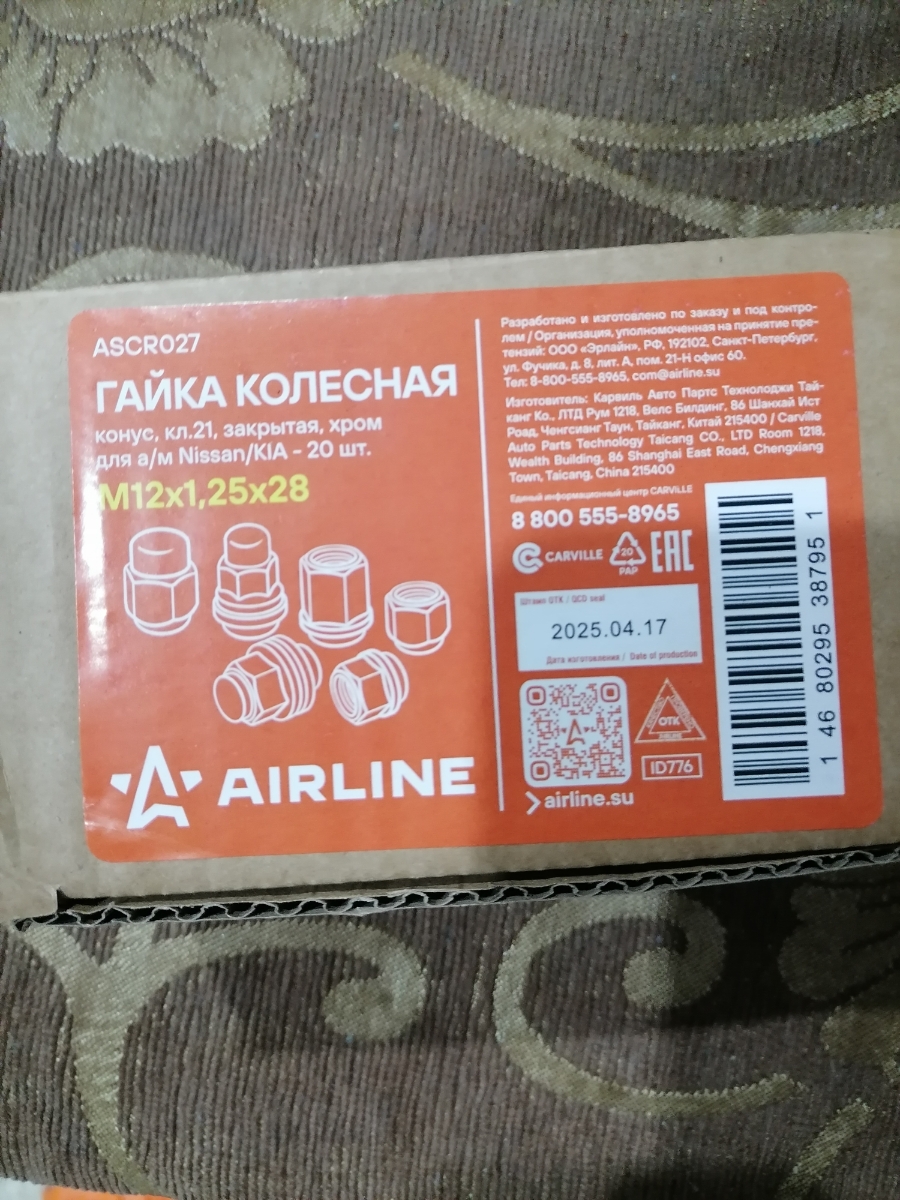 ASCR027
ГАЙКА КОЛЕСНАЯ
конус, кл.21, закрытая, хром
для а/м Nissan/KIA - 20 шт.
M12x1,25x28
AIRLINE
Разработано и изготовлено по заказу и под контро-
лем / Организация, уполномоченная на принятие пре-
тензий: ООО «Эрлайн», РФ, 192102, Санкт-Петербург,
ул. Фучика, д. 8, лит. А, пом. 21-Н офис 60.
Тел: 8-800-555-8965, com@airline.su
Изготовитель: Карвиль Авто Партс Технолоджи Тай-
канг Ко., ЛТД Рум 1218, Велс Билдинг, 86 Шанхай Ист
Роад, Ченгсианг Таун, Тайканг, Китай 215400 / Carville
Auto Parts Technology Taicang CO., LTD Room 1218,
Wealth Building, 86 Shanghai East Road, Chengxiang
Town, Taicang, China 215400
Единый информационный центр CARVILLE
8 800 555-8965
CARVILLE
20
PAP
EAC
Штамп ОТК / QCD seal
2025.04.17
Дата изготовления / Date of production
ОТК
AIRLINE
ID776
airline.su
1 46 80295 38795 1